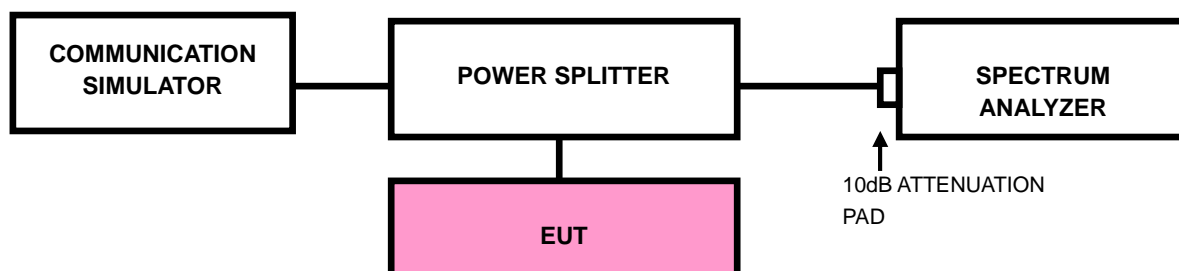 COMMUNICATION
SIMULATOR
POWER SPLITTER
SPECTRUM
ANALYZER
10dB ATTENUATION
PAD
EUT